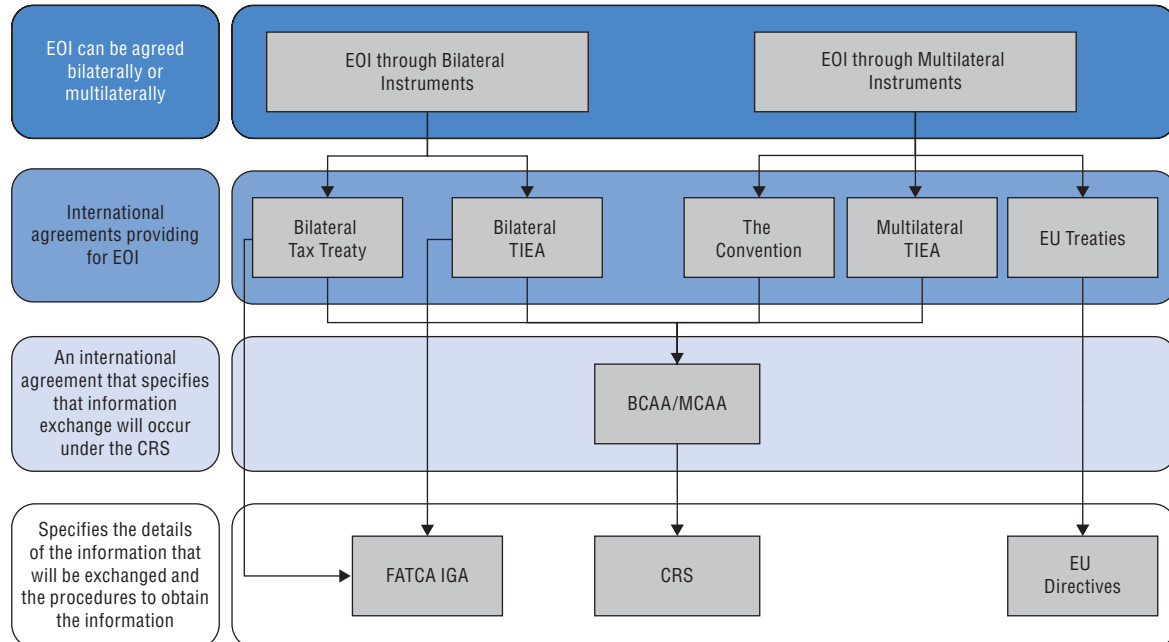 EOI can be agreed
bilaterally or
multilaterally
EOI through Bilateral
Instruments
EOI through Multilateral
Instruments
International
agreements providing
for EOI
Bilateral
Tax Treaty
Bilateral
TIEA
The
Convention
Multilateral
TIEA
EU Treaties
An international
agreement that specifies
that information
exchange will occur
under the CRS
BCAA/MCAA
Specifies the details
of the information that
will be exchanged and
the procedures to obtain
the information
FATCA IGA
CRS
EU
Directives